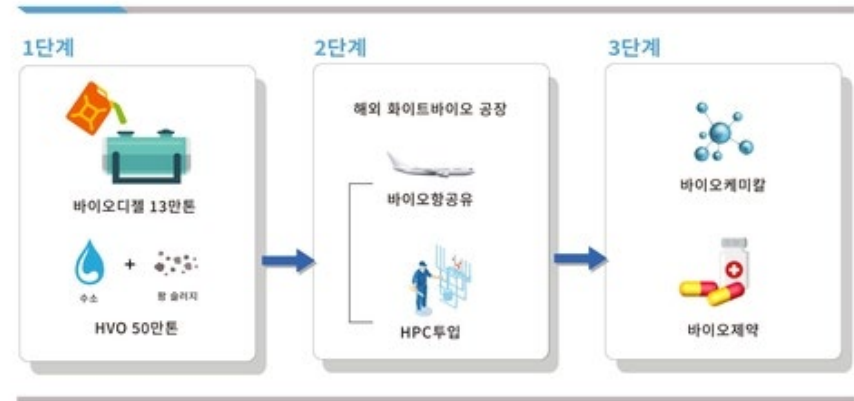 1단계
바이오디젤 13만톤
+
수소
팜 슬러지
HVO 50만톤
2단계
해외 화이트바이오 공장
바이오항공유
HPC투입
3단계
바이오케미칼
바이오제약